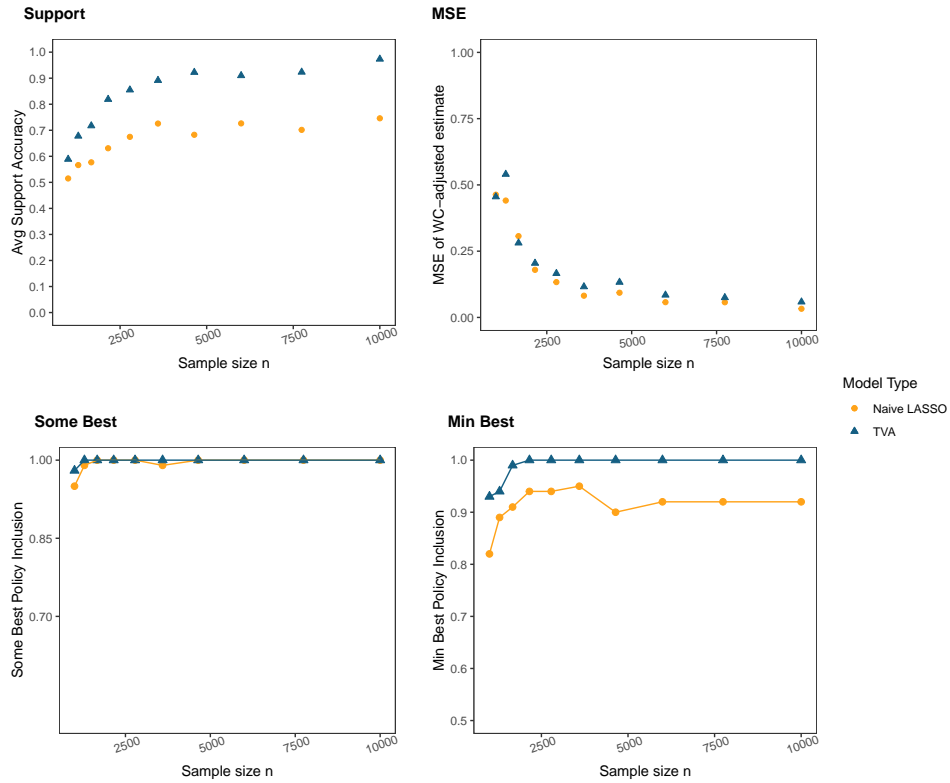 Support
Avg Support Accuracy
1.0
0.9
0.8
0.7
0.6
0.5
0.4
0.3
0.2
0.1
0.0
2500
5000
7500
10000
Sample size n
MSE
MSE of WC−adjusted estimate
1.00
0.75
0.50
0.25
0.00
2500
5000
7500
10000
Sample size n
Some Best
Some Best Policy Inclusion
1.00
0.85
0.70
2500
5000
7500
10000
Sample size n
Min Best
Min Best Policy Inclusion
1.0
0.9
0.8
0.7
0.6
0.5
2500
5000
7500
10000
Sample size n
Model Type
Naive LASSO
TVA